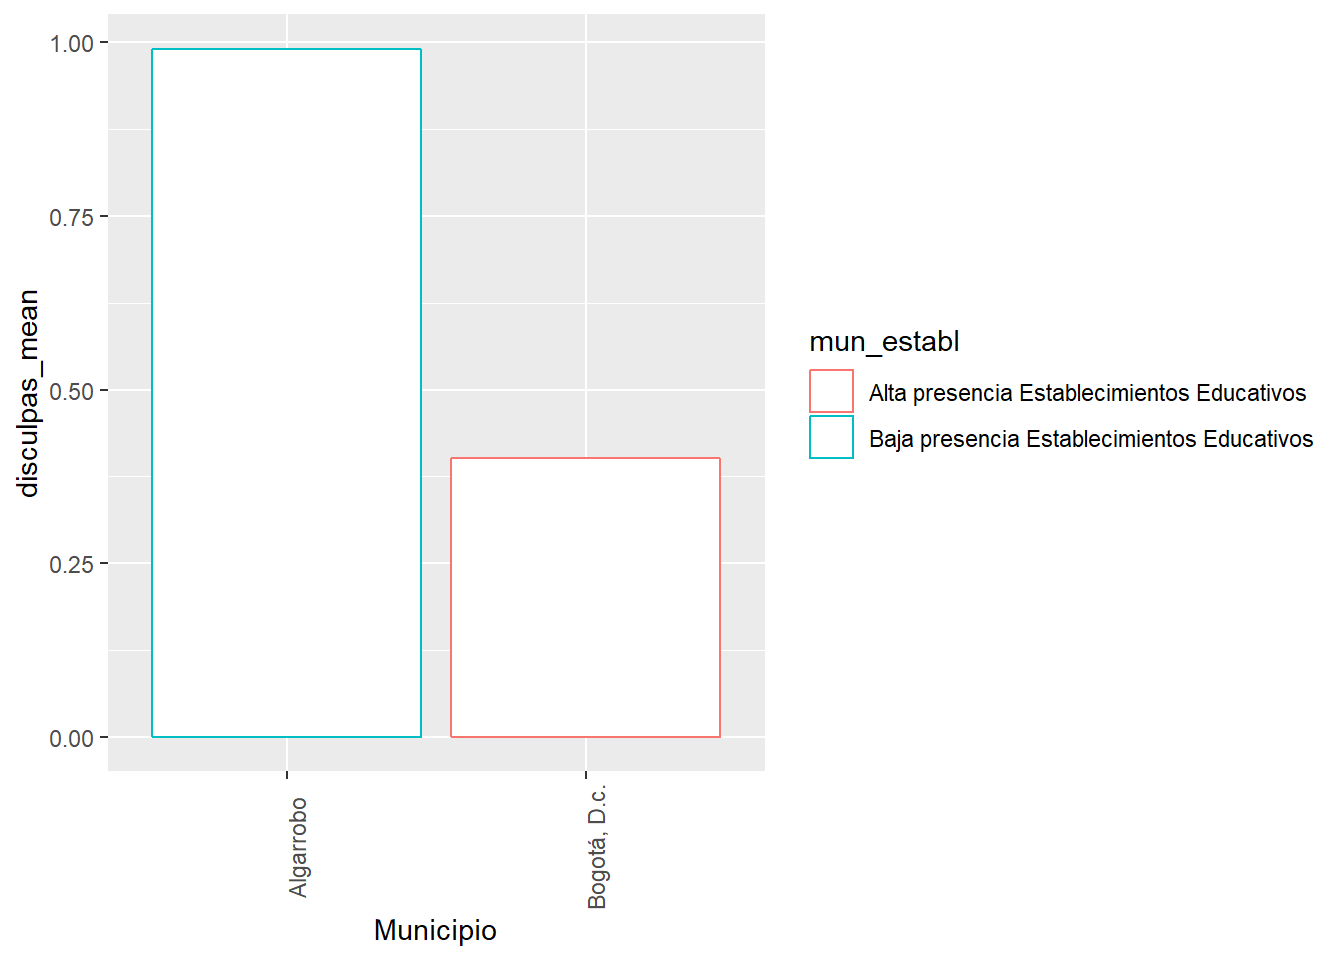 1.00
0.75
0.50
0.25
0.00
disculpas_mean
Algarrobo
Bogotá, D.c.
Municipio
mun_establ
Alta presencia Establecimientos Educativos
Baja presencia Establecimientos Educativos